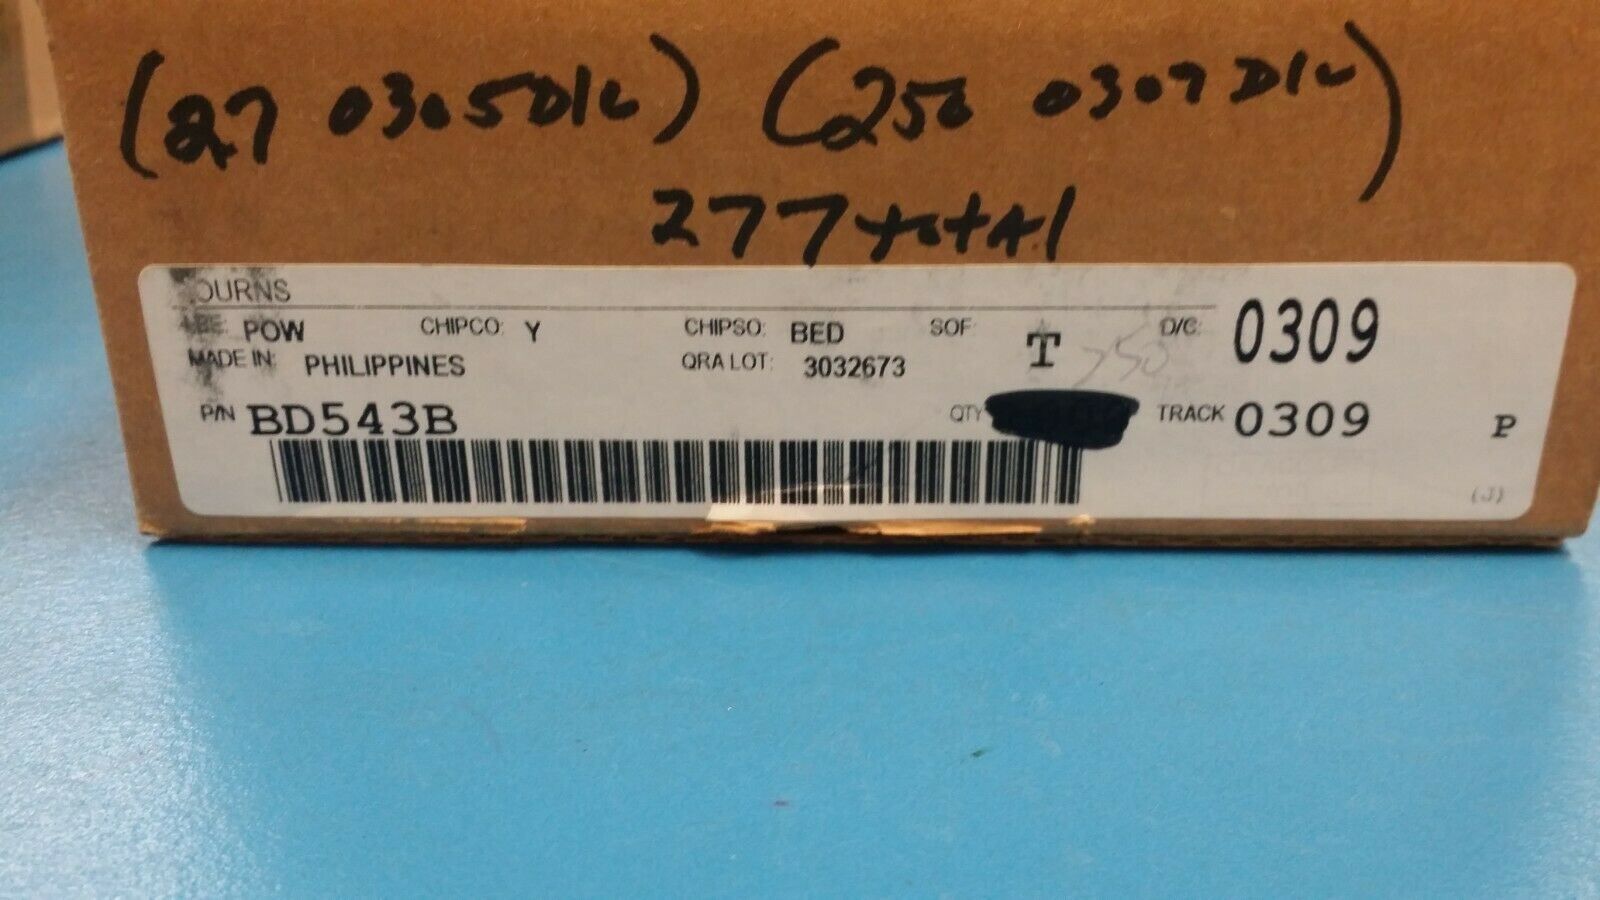 (27 0305 D/C) (250 0307 D/C)
277 total
OURNS
POW CHIPCO: Y CHIPSO: BED SOF: T 250 D/C: 0309
MADE IN: PHILIPPINES QRA LOT: 3032673
P/N BD543B QTY TRACK 0309 P
(J)